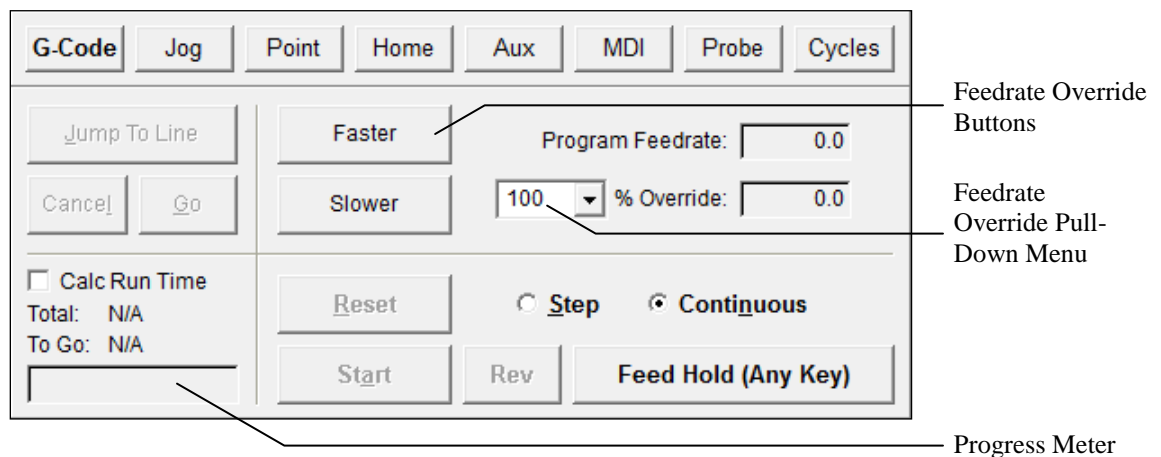 G-Code Jog Point Home Aux MDI Probe Cycles
Jump To Line
Faster
Program Feedrate: 0.0
Feedrate Override
Buttons
Cancel Go
Slower
100 % Override: 0.0
Feedrate
Override Pull-
Down Menu
Calc Run Time
Total: N/A
To Go: N/A
Reset
Step Continuous
Start Rev Feed Hold (Any Key)
Progress Meter